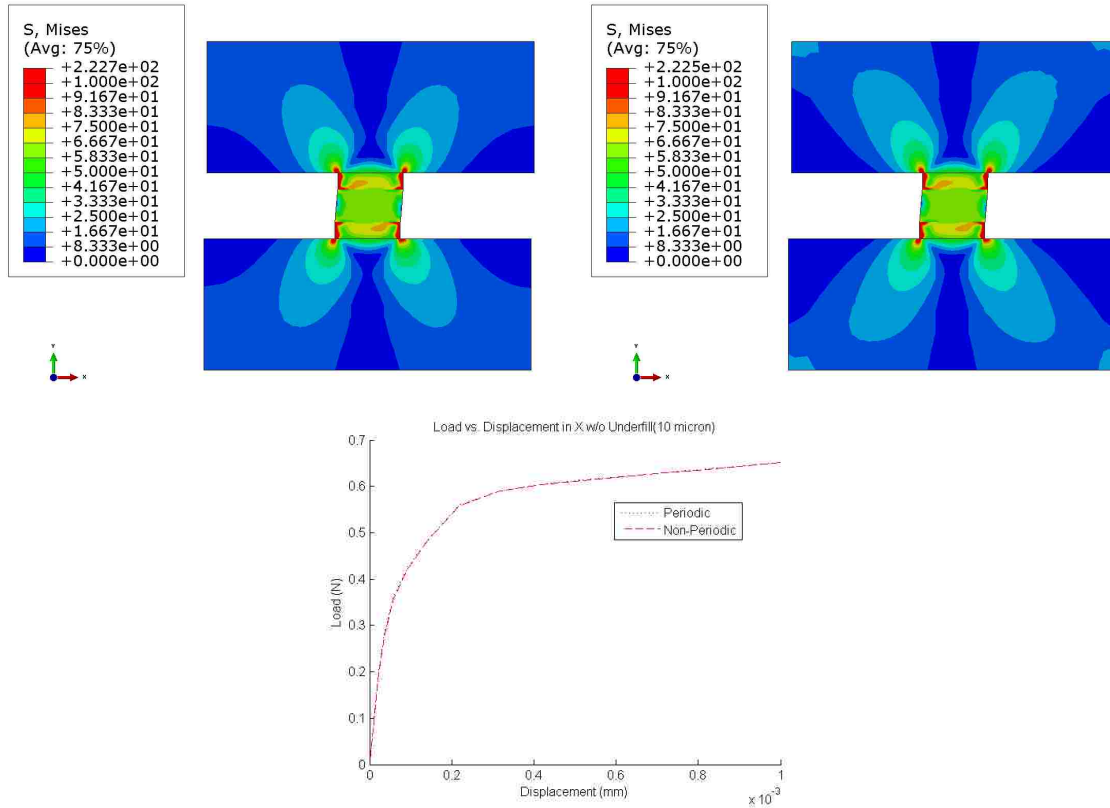 S, Mises
(Avg: 75%)
+2.227e+02
+1.000e+02
+9.167e+01
+8.333e+01
+7.500e+01
+6.667e+01
+5.833e+01
+5.000e+01
+4.167e+01
+3.333e+01
+2.500e+01
+1.667e+01
+8.333e+00
+0.000e+00
Y
X
S, Mises
(Avg: 75%)
+2.225e+02
+1.000e+02
+9.167e+01
+8.333e+01
+7.500e+01
+6.667e+01
+5.833e+01
+5.000e+01
+4.167e+01
+3.333e+01
+2.500e+01
+1.667e+01
+8.333e+00
+0.000e+00
Y
X
Load vs. Displacement in X w/o Underfill(10 micron)
0.7
0.6
0.5
0.4
0.3
0.2
0.1
0
Load (N)
Periodic
Non-Periodic
0 0.2 0.4 0.6 0.8 1
Displacement (mm)
x 10⁻³